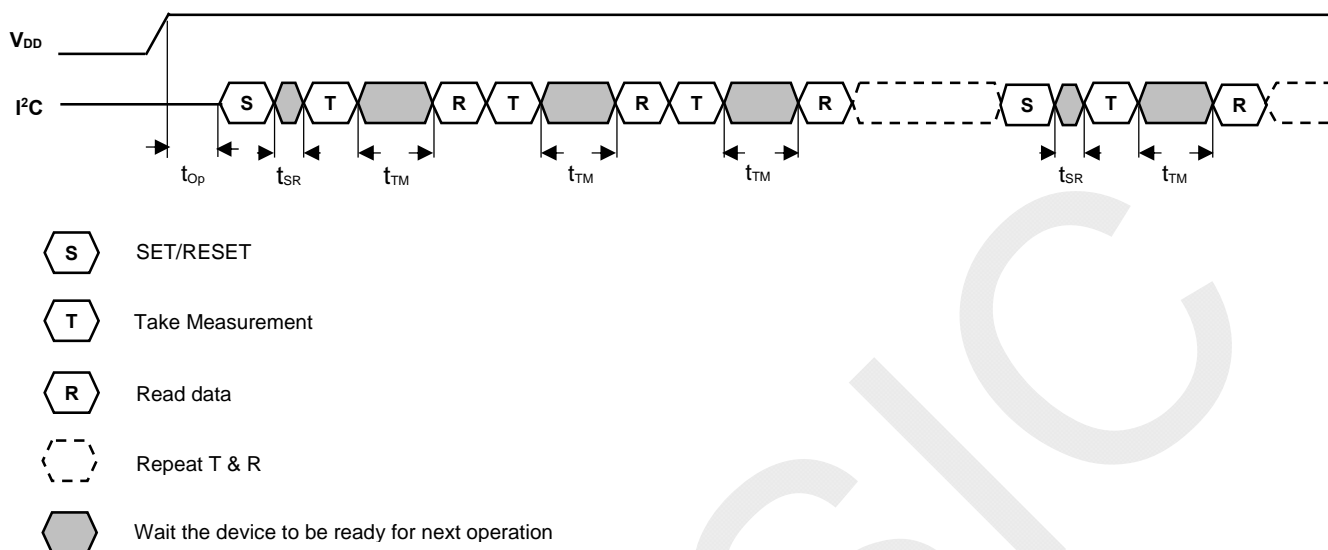 VDD
I²C
S T R T R T R S T R
tOp tSR tTM tTM tTM tSR tTM
S SET/RESET
T Take Measurement
R Read data
Repeat T & R
Wait the device to be ready for next operation